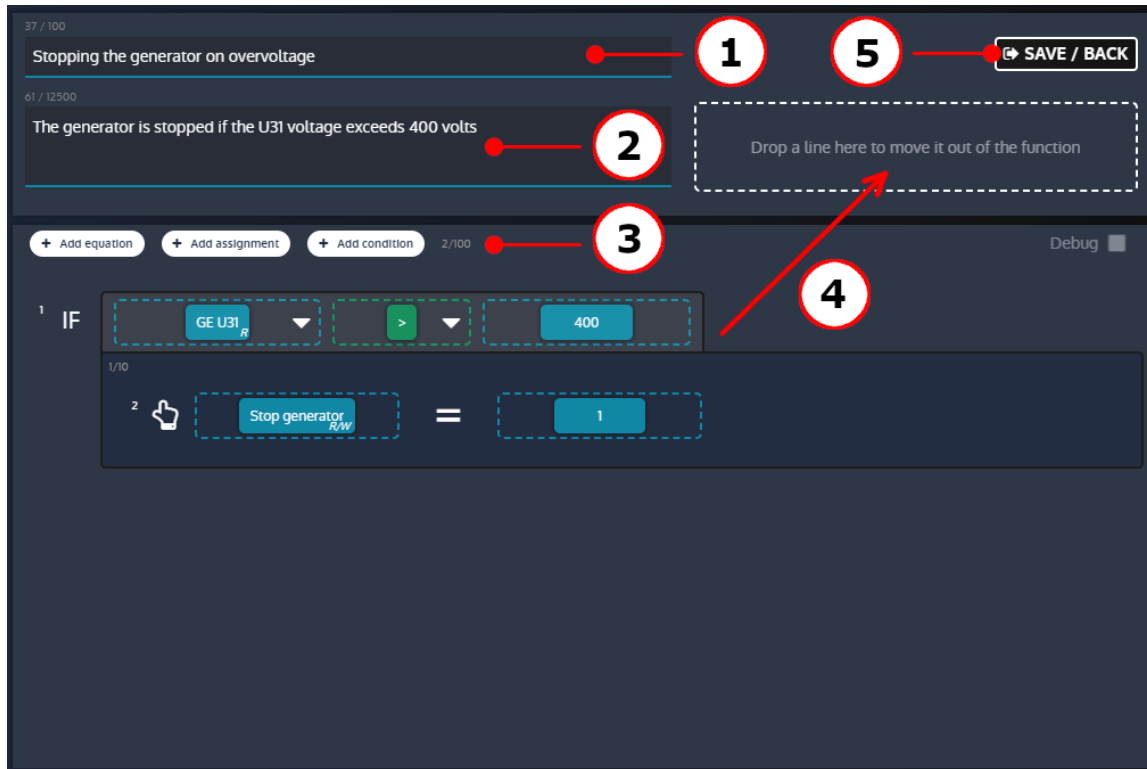 37 / 100
Stopping the generator on overvoltage
1
5
SAVE / BACK
61 / 12500
The generator is stopped if the U31 voltage exceeds 400 volts
2
Drop a line here to move it out of the function
+ Add equation + Add assignment + Add condition 2/100
3
Debug
4
1 IF GE U31 R > 400
1/10
2 Stop generator R/W = 1